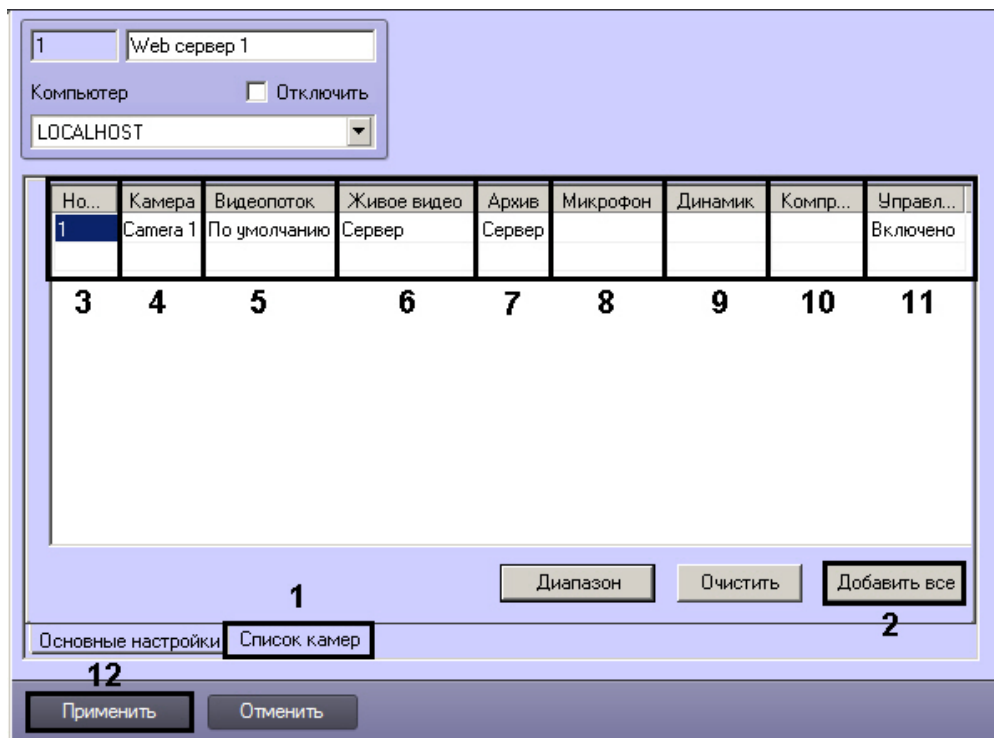 1 Web сервер 1
Компьютер Отключить
LOCALHOST
Но... Камера Видеопоток Живое видео Архив Микрофон Динамик Компр... Управл...
1 Camera 1 По умолчанию Сервер Сервер Включено
3 4 5 6 7 8 9 10 11
Диапазон Очистить Добавить все
1 2
Основные настройки Список камер
12
Применить Отменить